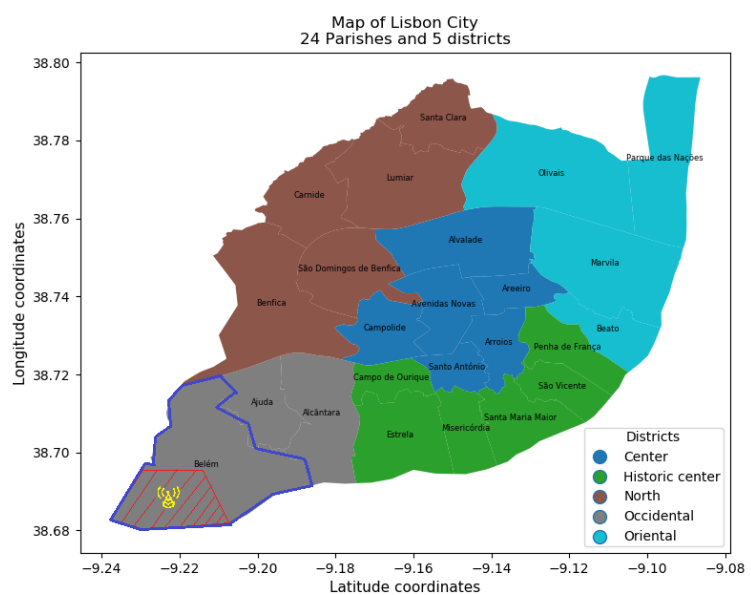 Map of Lisbon City
24 Parishes and 5 districts
38.80
38.78
38.76
38.74
38.72
38.70
38.68
Longitude coordinates
Santa Clara
Parque das Nações
Olivais
Lumiar
Carnide
Alvalade
Marvila
São Domingos de Benfica
Areeiro
Benfica
Avenidas Novas
Campolide
Beato
Arroios
Penha de França
Santo António
Campo de Ourique
São Vicente
Ajuda
Alcântara
Santa Maria Maior
Misericórdia
Estrela
Belém
Districts
Center
Historic center
North
Occidental
Oriental
−9.24
−9.22
−9.20
−9.18
−9.16
−9.14
−9.12
−9.10
−9.08
Latitude coordinates